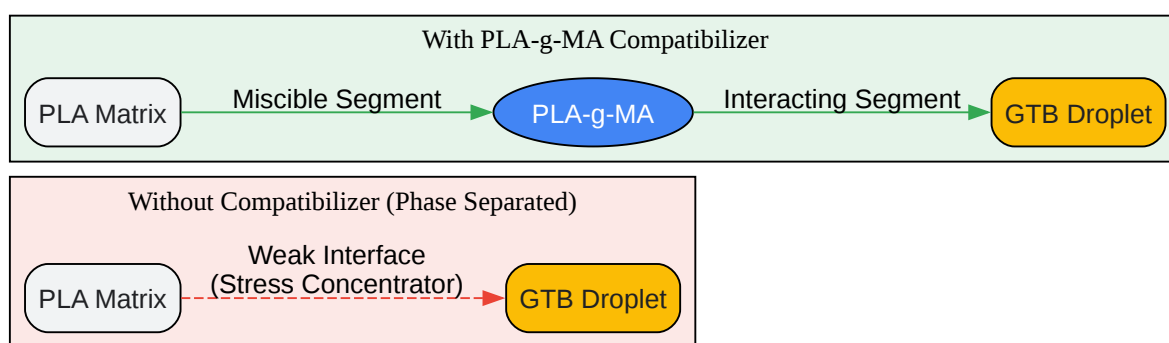 With PLA-g-MA Compatibilizer
PLA Matrix
Miscible Segment
PLA-g-MA
Interacting Segment
GTB Droplet
Without Compatibilizer (Phase Separated)
PLA Matrix
Weak Interface
(Stress Concentrator)
GTB Droplet